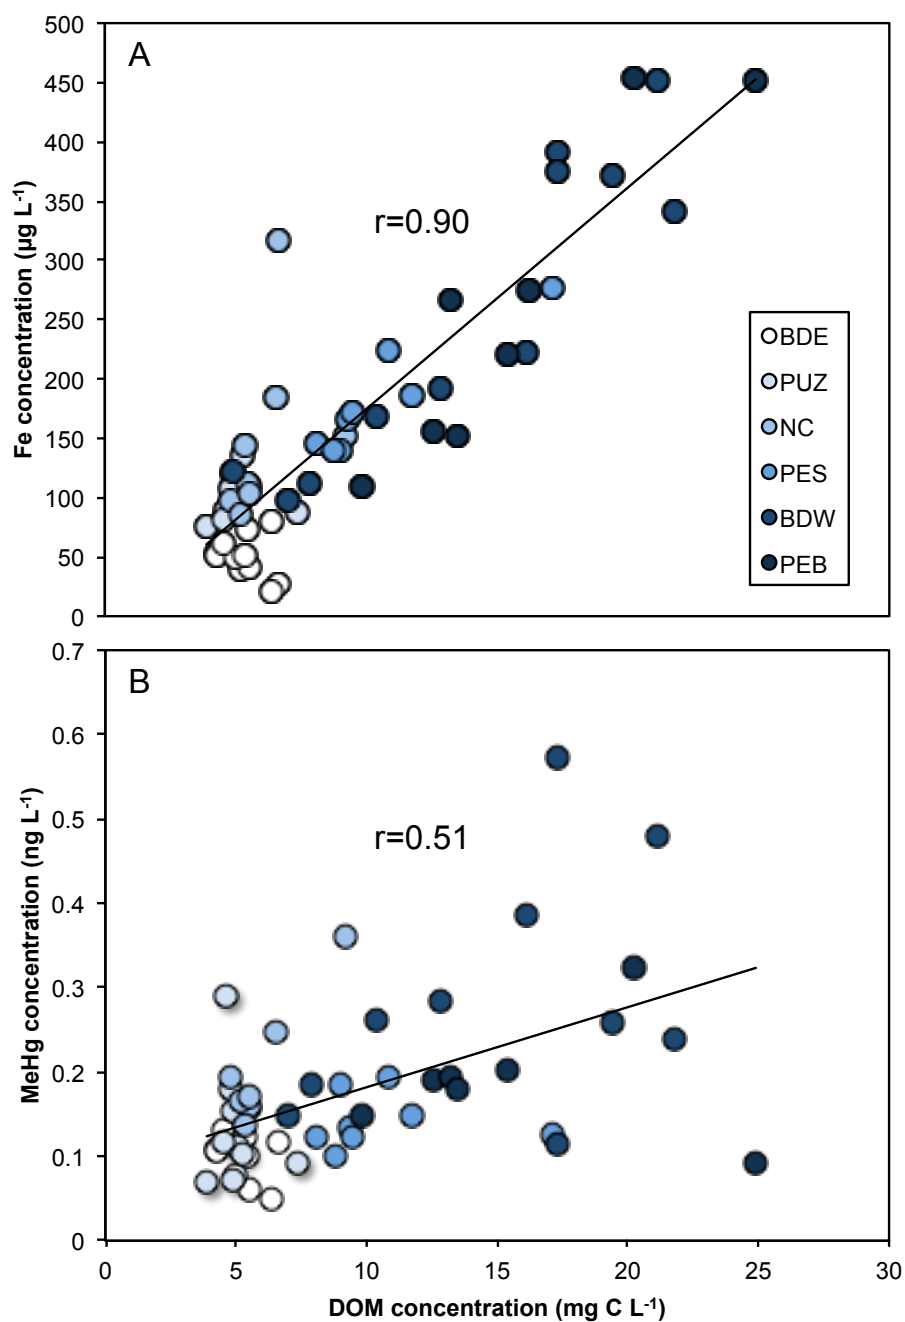 500
450
400
350
300
250
200
150
100
50
0
Fe concentration (µg L⁻¹)
A
r=0.90
BDE
PUZ
NC
PES
BDW
PEB
0.7
0.6
0.5
0.4
0.3
0.2
0.1
0
MeHg concentration (ng L⁻¹)
B
r=0.51
0 5 10 15 20 25 30
DOM concentration (mg C L⁻¹)